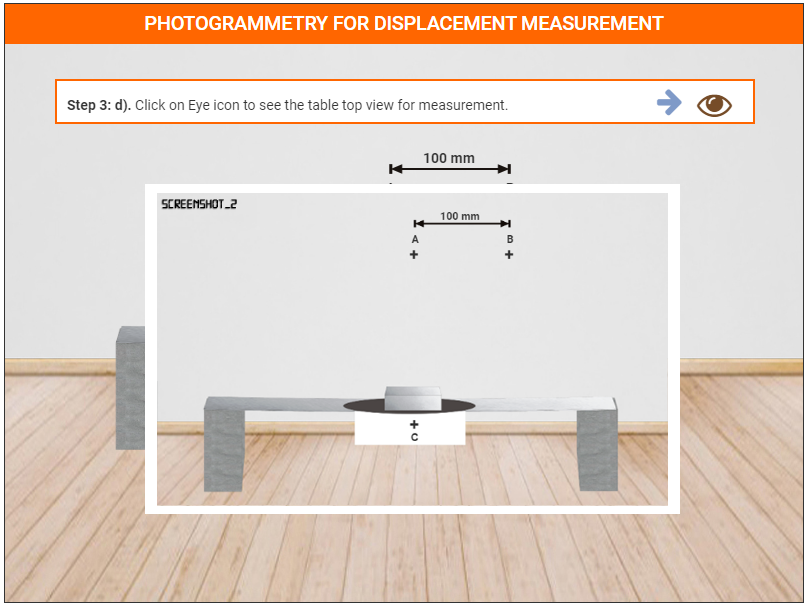 PHOTOGRAMMETRY FOR DISPLACEMENT MEASUREMENT
Step 3: d). Click on Eye icon to see the table top view for measurement.
100 mm
SCREENSHOT_2
100 mm
A B
+ +
+
C